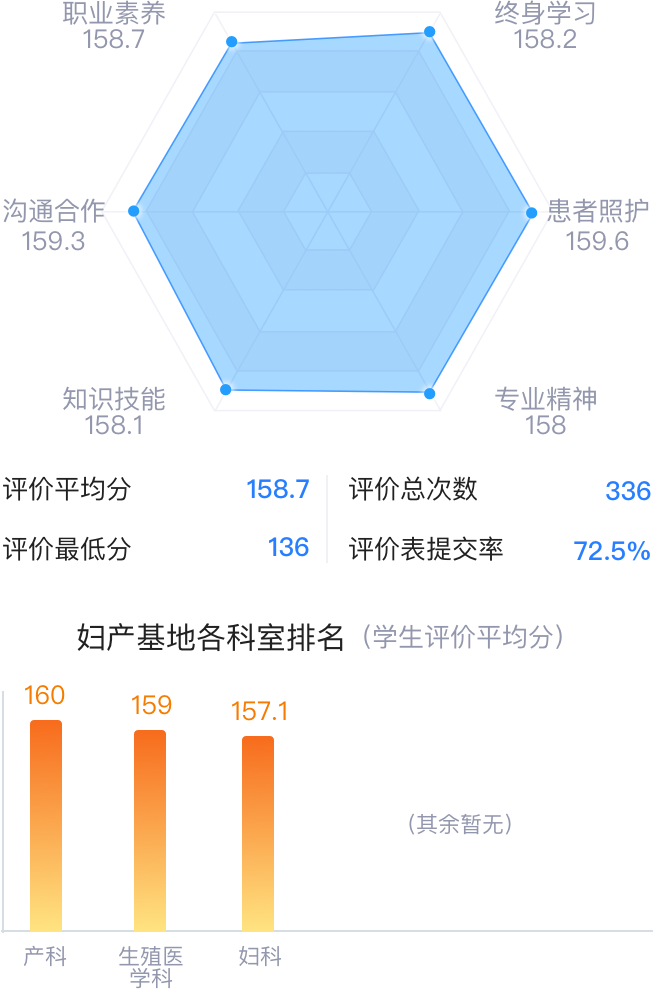 职业素养
158.7
终身学习
158.2
沟通合作
159.3
患者照护
159.6
知识技能
158.1
专业精神
158
评价平均分 158.7
评价总次数 336
评价最低分 136
评价表提交率 72.5%
妇产基地各科室排名（学生评价平均分）
160
159
157.1
（其余暂无）
产科
生殖医
学科
妇科